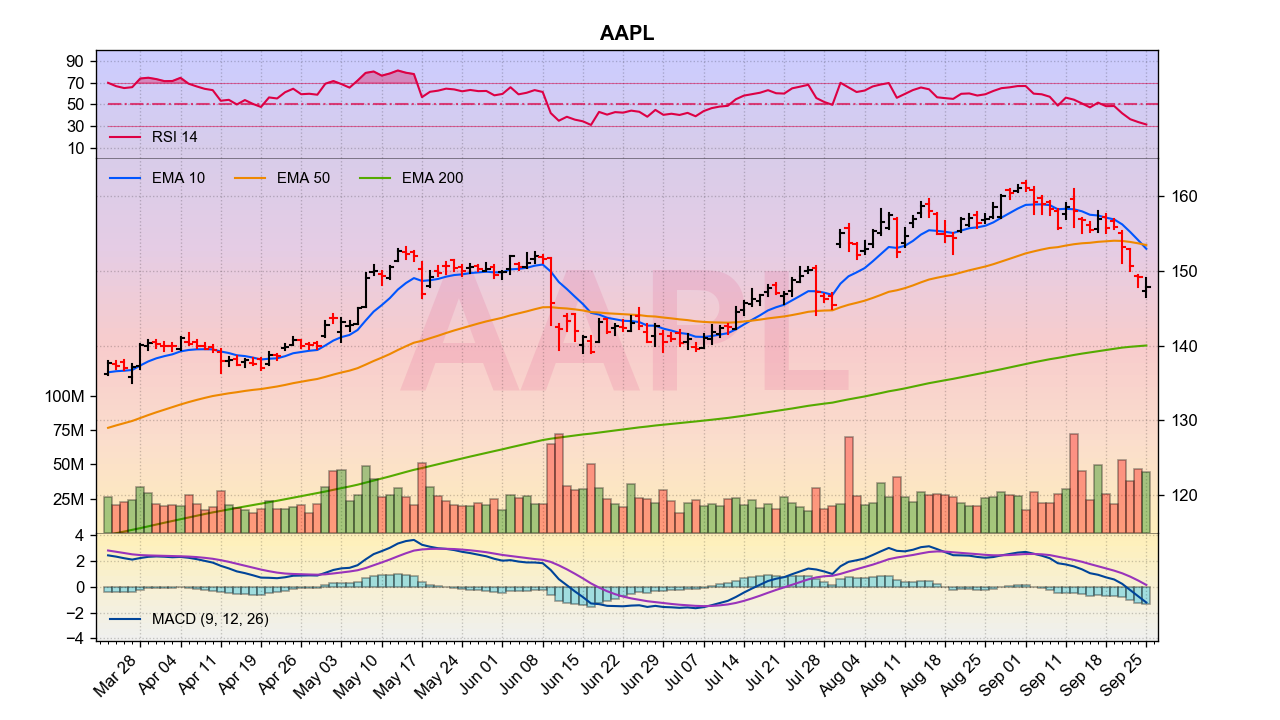 AAPL
90
70
50
30
10
RSI 14
EMA 10 EMA 50 EMA 200
160
150
140
130
120
AAPL
100M
75M
50M
25M
4
2
0
−2
−4
MACD (9, 12, 26)
Mar 28 Apr 04 Apr 11 Apr 19 Apr 26 May 03 May 10 May 17 May 24 Jun 01 Jun 08 Jun 15 Jun 22 Jun 29 Jul 07 Jul 14 Jul 21 Jul 28 Aug 04 Aug 11 Aug 18 Aug 25 Sep 01 Sep 11 Sep 18 Sep 25